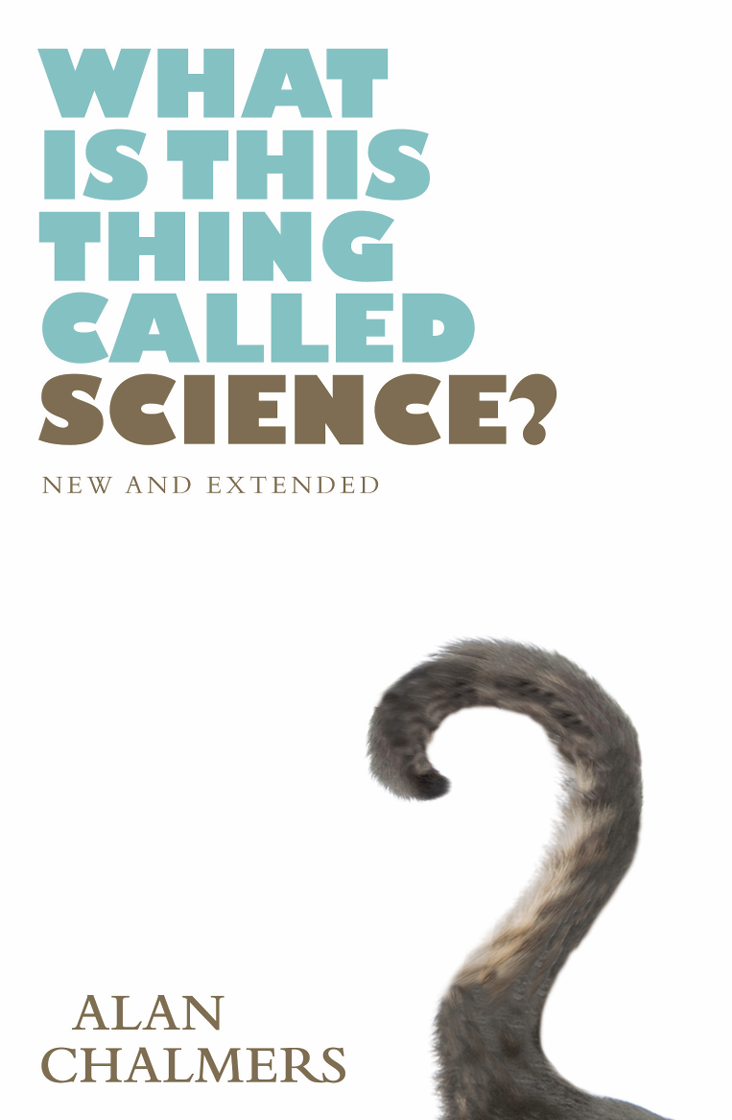 WHAT
IS THIS
THING
CALLED
SCIENCE?
NEW AND EXTENDED
ALAN
CHALMERS